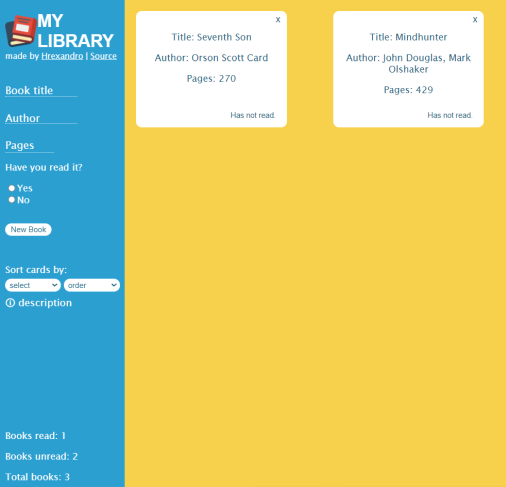 MY
LIBRARY
made by Hrexandro | Source
Book title
Author
Pages
Have you read it?
Yes
No
New Book
Sort cards by:
select order
ⓘ description
Books read: 1
Books unread: 2
Total books: 3
x
Title: Seventh Son
Author: Orson Scott Card
Pages: 270
Has not read.
x
Title: Mindhunter
Author: John Douglas, Mark
Olshaker
Pages: 429
Has not read.